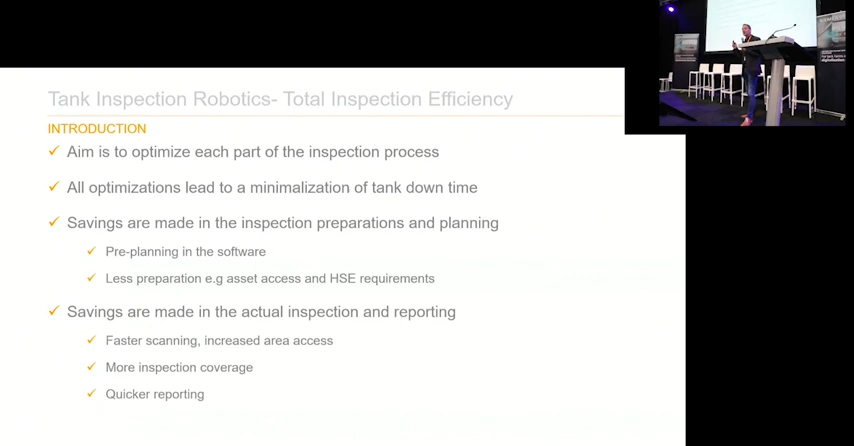 Tank Inspection Robotics- Total Inspection Efficiency
INTRODUCTION
Aim is to optimize each part of the inspection process
All optimizations lead to a minimalization of tank down time
Savings are made in the inspection preparations and planning
Pre-planning in the software
Less preparation e.g asset access and HSE requirements
Savings are made in the actual inspection and reporting
Faster scanning, increased area access
More inspection coverage
Quicker reporting